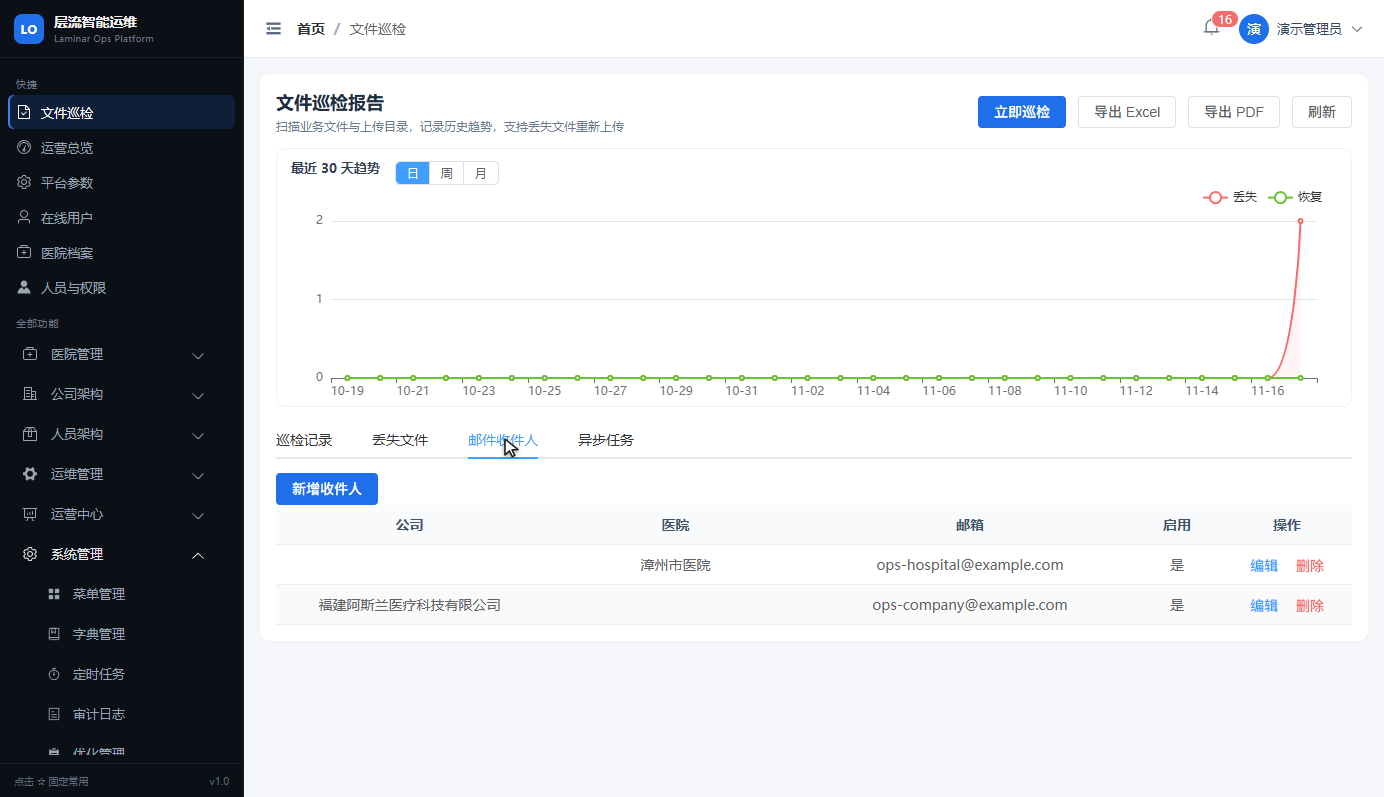 LO
层流智能运维
Laminar Ops Platform
快捷
文件巡检
运营总览
平台参数
在线用户
医院档案
人员与权限
全部功能
医院管理
公司架构
人员架构
运维管理
运营中心
系统管理
菜单管理
字典管理
定时任务
审计日志
优化管理
点击 ☆ 固定常用 v1.0
首页 / 文件巡检
16 演 演示管理员
文件巡检报告
扫描业务文件与上传目录，记录历史趋势，支持丢失文件重新上传
立即巡检 导出 Excel 导出 PDF 刷新
最近 30 天趋势 日 周 月
丢失 恢复
2
1
0
10-19 10-21 10-23 10-25 10-27 10-29 10-31 11-02 11-04 11-06 11-08 11-10 11-12 11-14 11-16
巡检记录 丢失文件 邮件收件人 异步任务
新增收件人
公司 医院 邮箱 启用 操作
漳州市医院 ops-hospital@example.com 是 编辑 删除
福建阿斯兰医疗科技有限公司 ops-company@example.com 是 编辑 删除